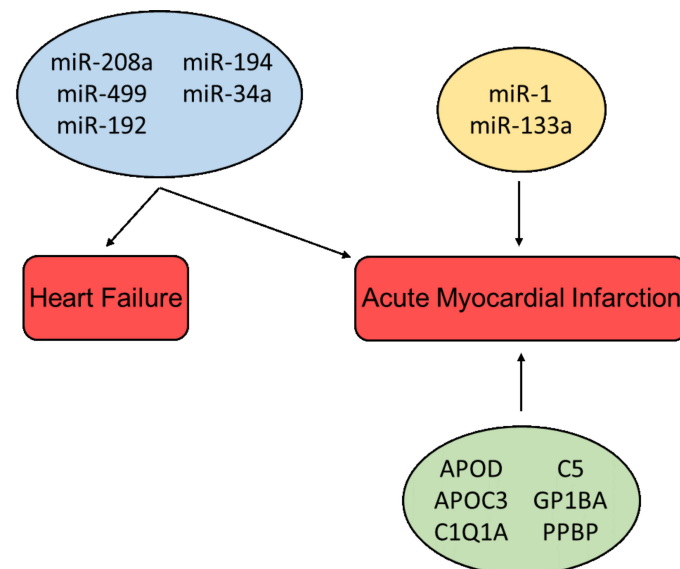 miR-208a miR-194
miR-499 miR-34a
miR-192
miR-1
miR-133a
Heart Failure
Acute Myocardial Infarction
APOD C5
APOC3 GP1BA
C1Q1A PPBP